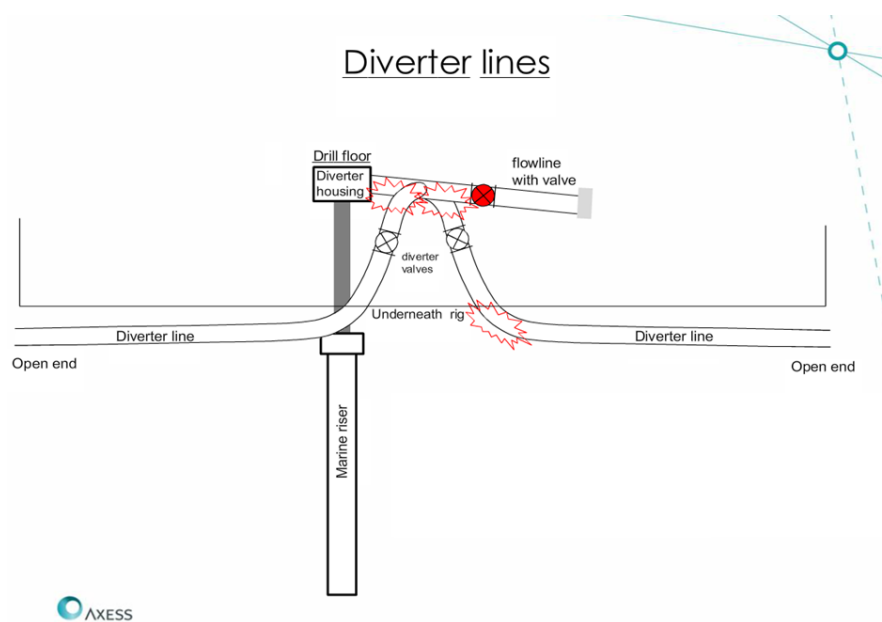 Diverter lines
Drill floor
Diverter
housing
flowline
with valve
diverter
valves
Underneath rig
Diverter line
Diverter line
Open end
Open end
Marine riser
AXESS